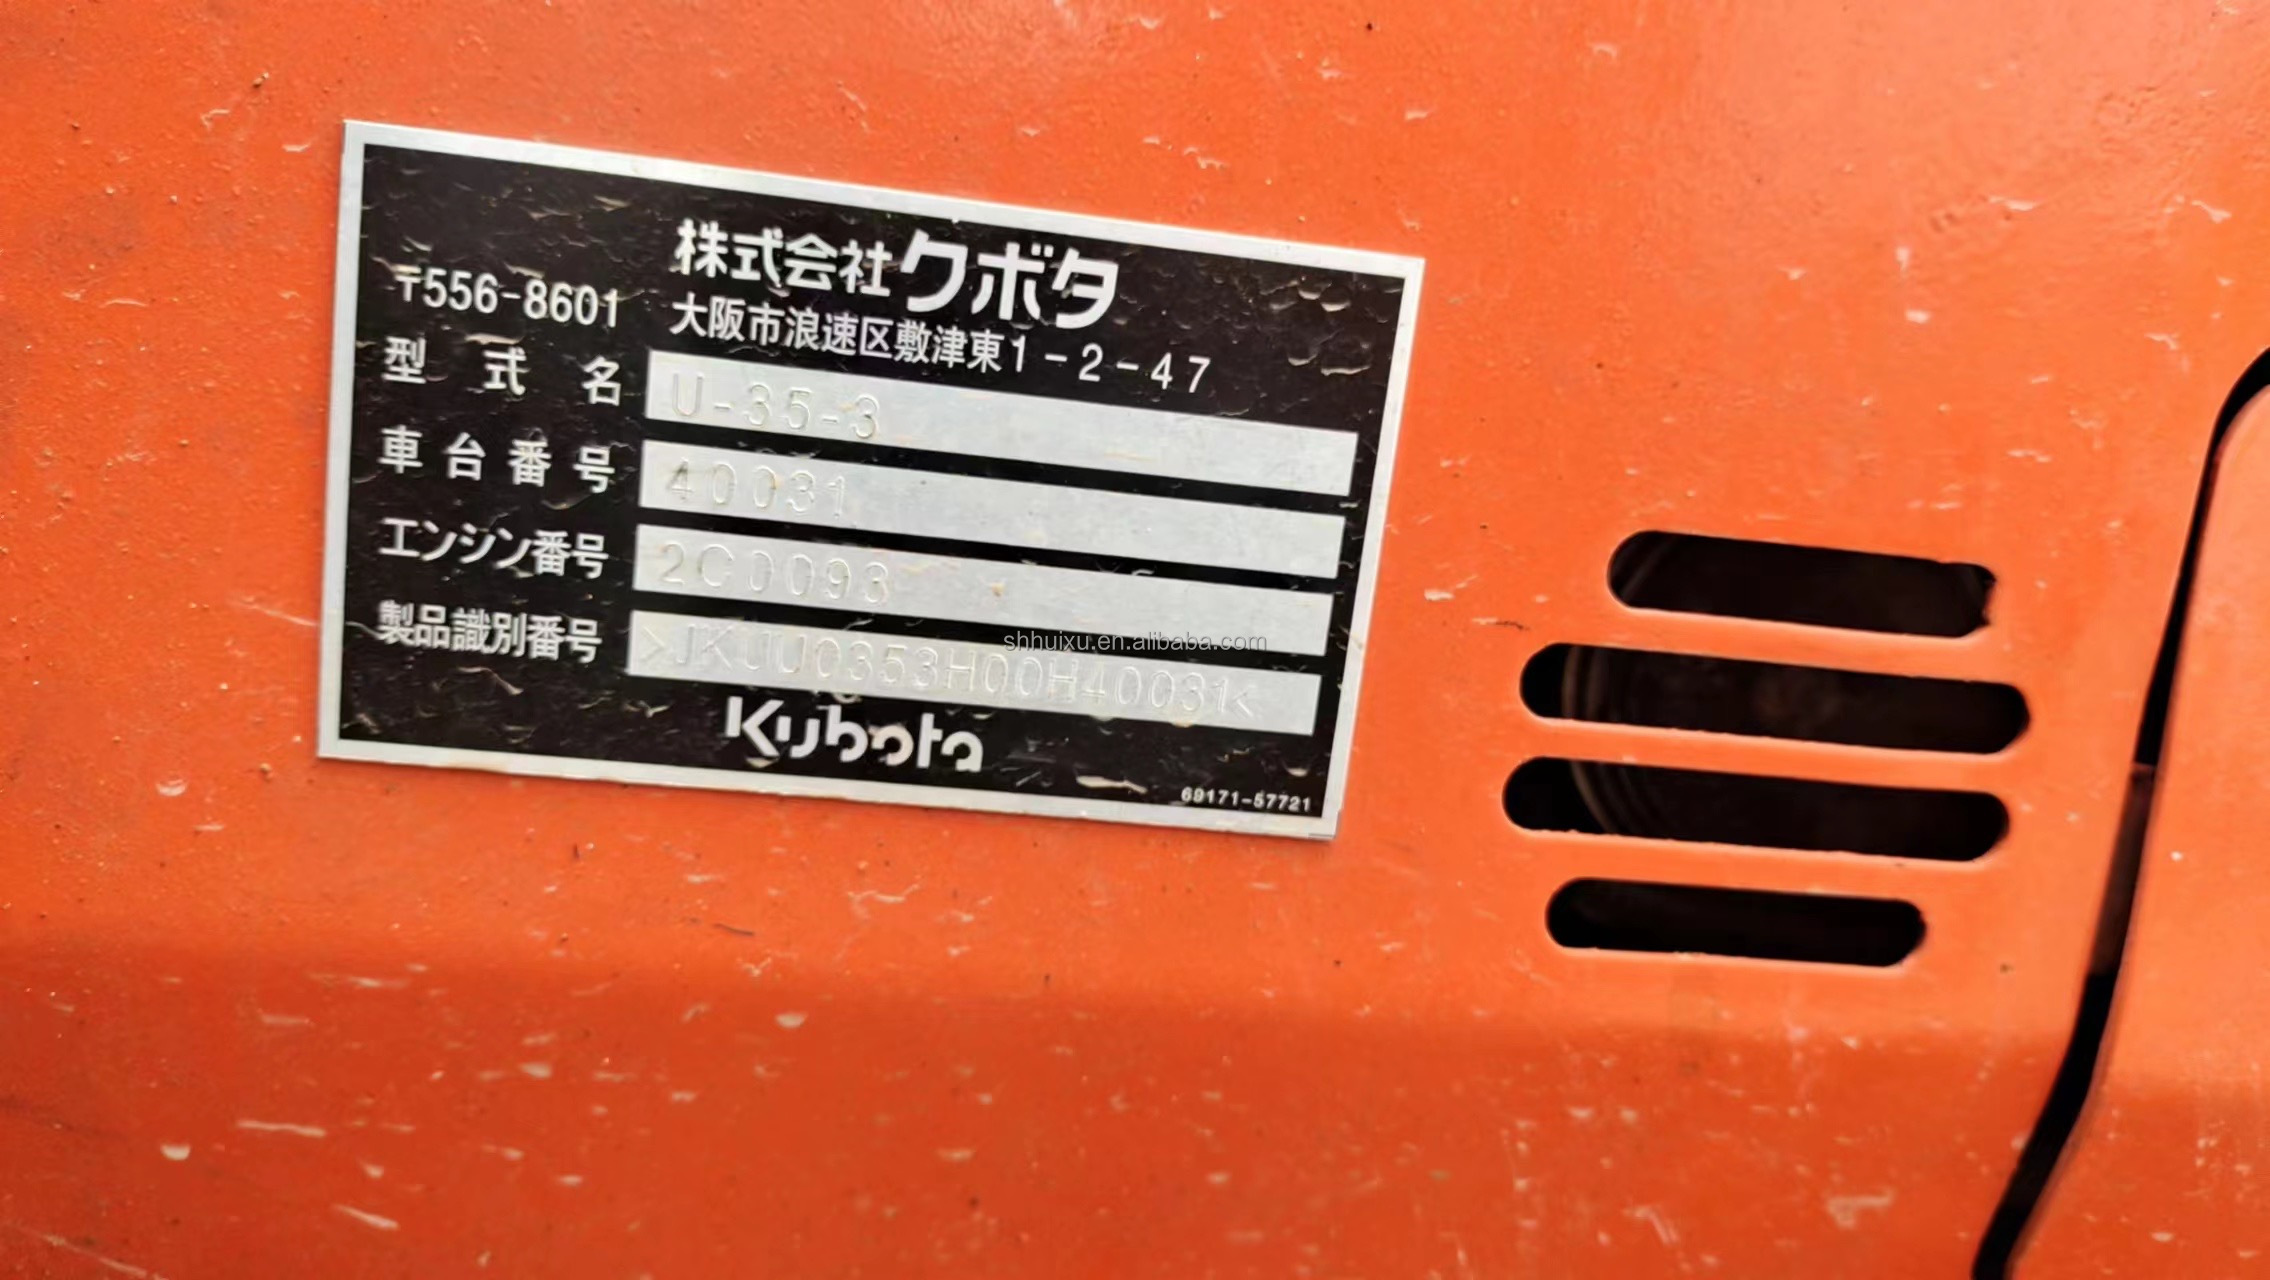 株式会社クボタ
〒556-8601 大阪市浪速区敷津東1-2-47
型式名 U-35-3
車台番号 40031
エンジン番号 2C0093
製品識別番号 >JKUU0353H00H40031<
shhuixu.en.alibaba.com
Kubota
69171-57721